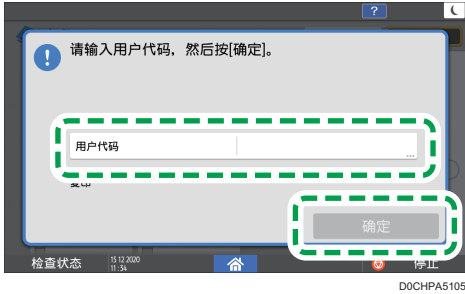 ?
请输入用户代码，然后按[确定]。
用户代码
...
复印
确定
检查状态
15 12 2020
11:34
停止
D0CHPA5105